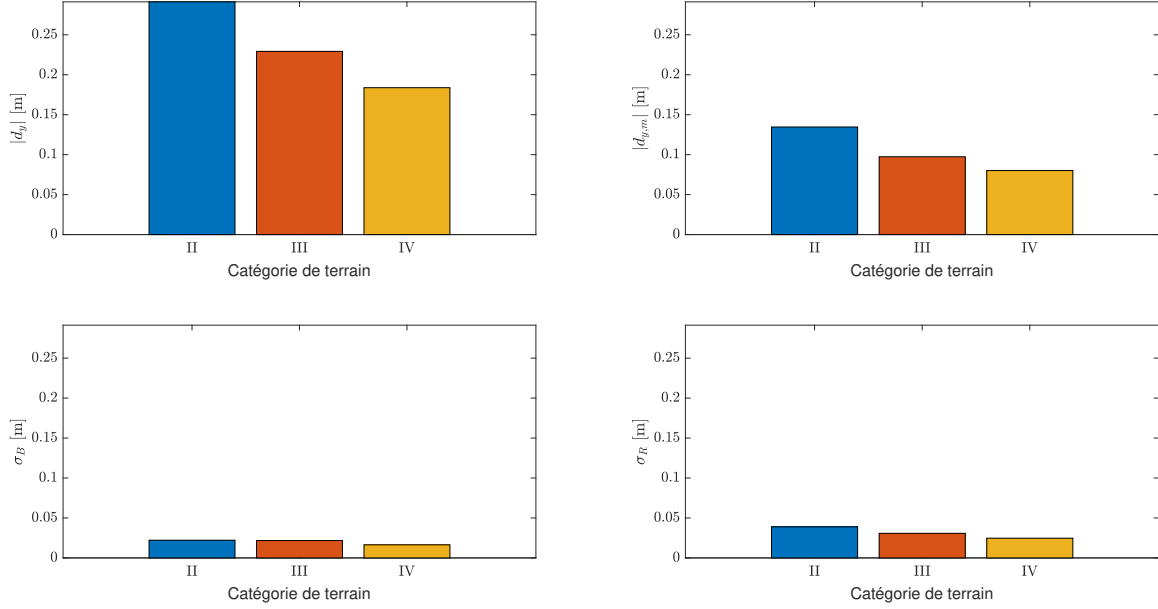 0.25
0.2
0.15
0.1
0.05
0
|d_y| [m]
II III IV
Catégorie de terrain
0.25
0.2
0.15
0.1
0.05
0
|d_{y,m}| [m]
II III IV
Catégorie de terrain
0.25
0.2
0.15
0.1
0.05
0
σ_B [m]
II III IV
Catégorie de terrain
0.25
0.2
0.15
0.1
0.05
0
σ_R [m]
II III IV
Catégorie de terrain